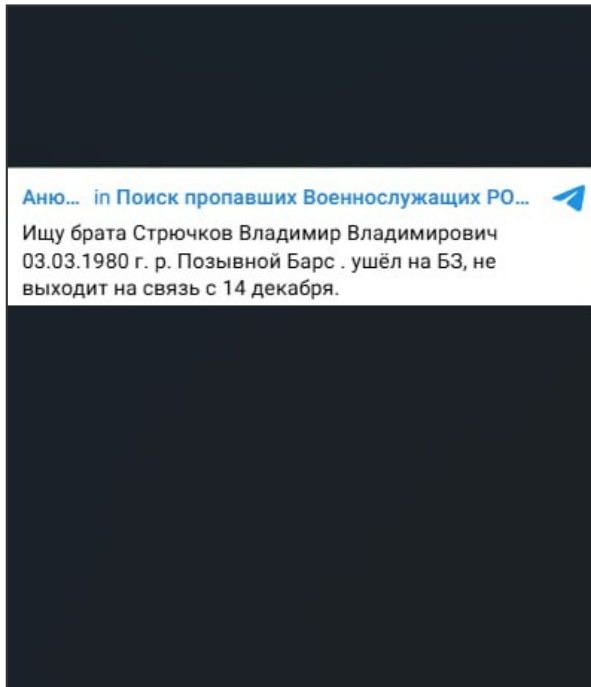 Аню... in Поиск пропавших Военнослужащих РО...
Ищу брата Стрючков Владимир Владимирович
03.03.1980 г. р. Позывной Барс . ушёл на БЗ, не
выходит на связь с 14 декабря.